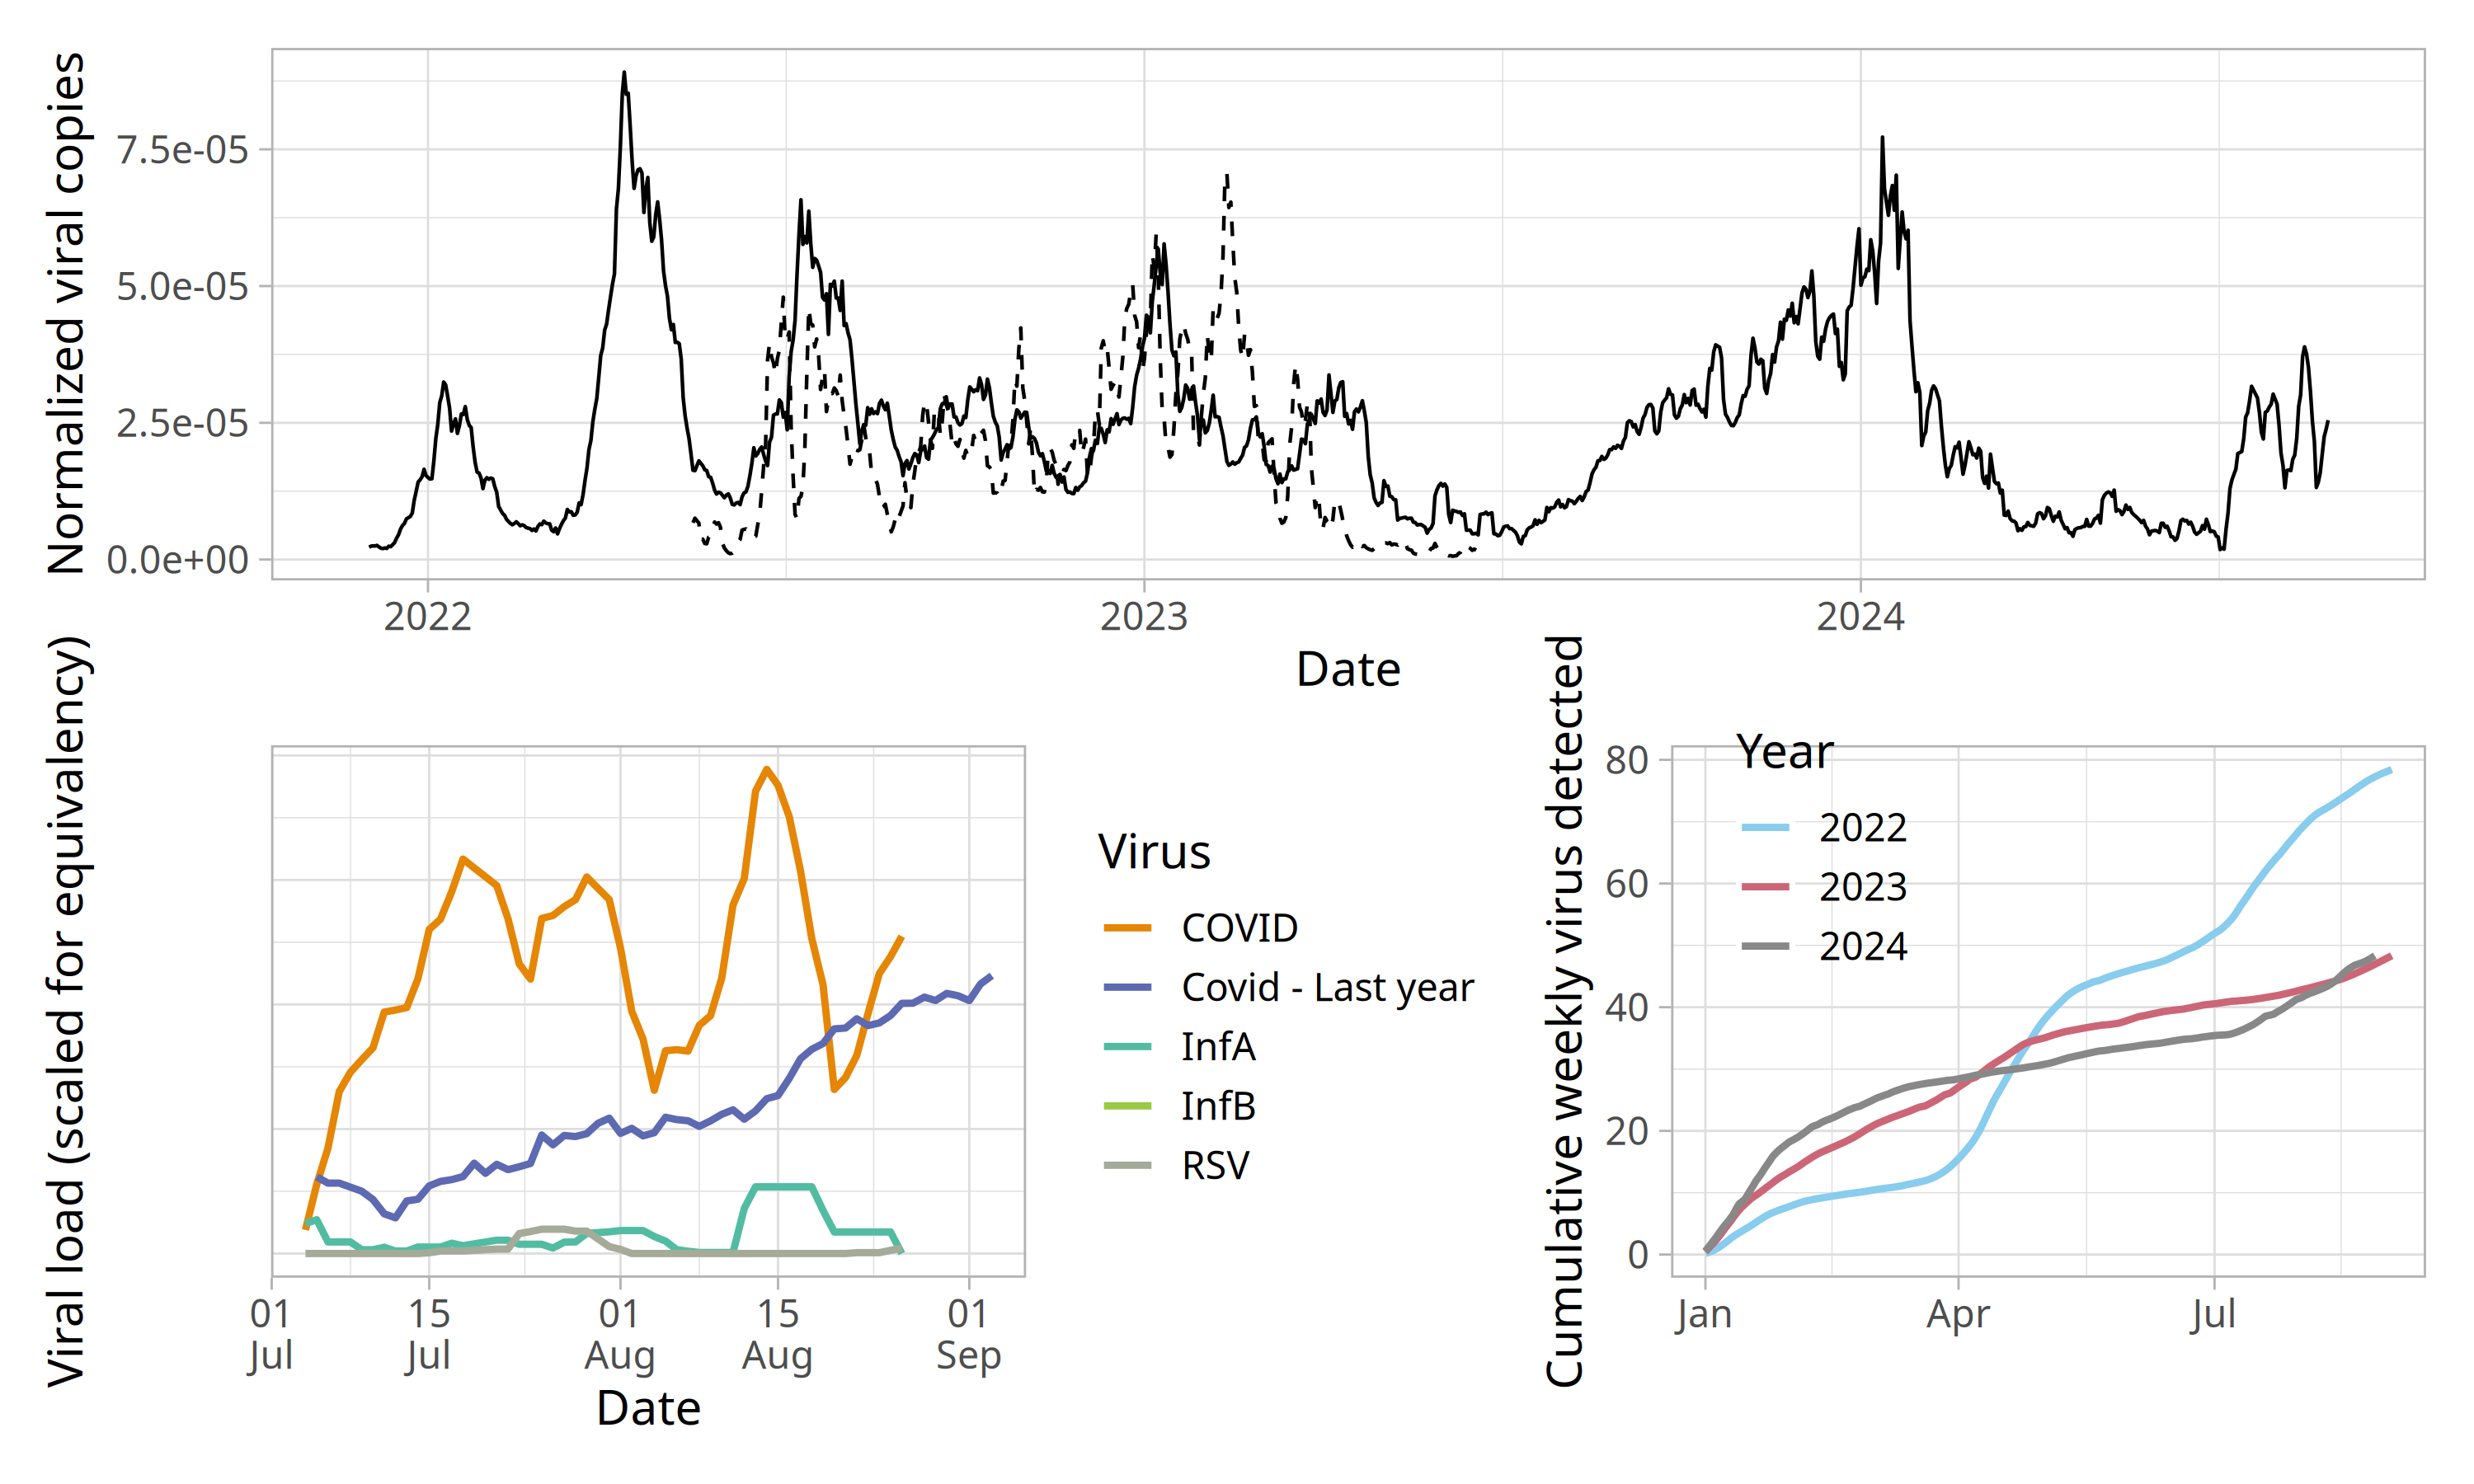 Normalized viral copies
7.5e-05
5.0e-05
2.5e-05
0.0e+00
2022
2023
2024
Date
Viral load (scaled for equivalency)
01
Jul
15
Jul
01
Aug
15
Aug
01
Sep
Date
Virus
COVID
Covid - Last year
InfA
InfB
RSV
Cumulative weekly virus detected
80
60
40
20
0
Year
2022
2023
2024
Jan
Apr
Jul